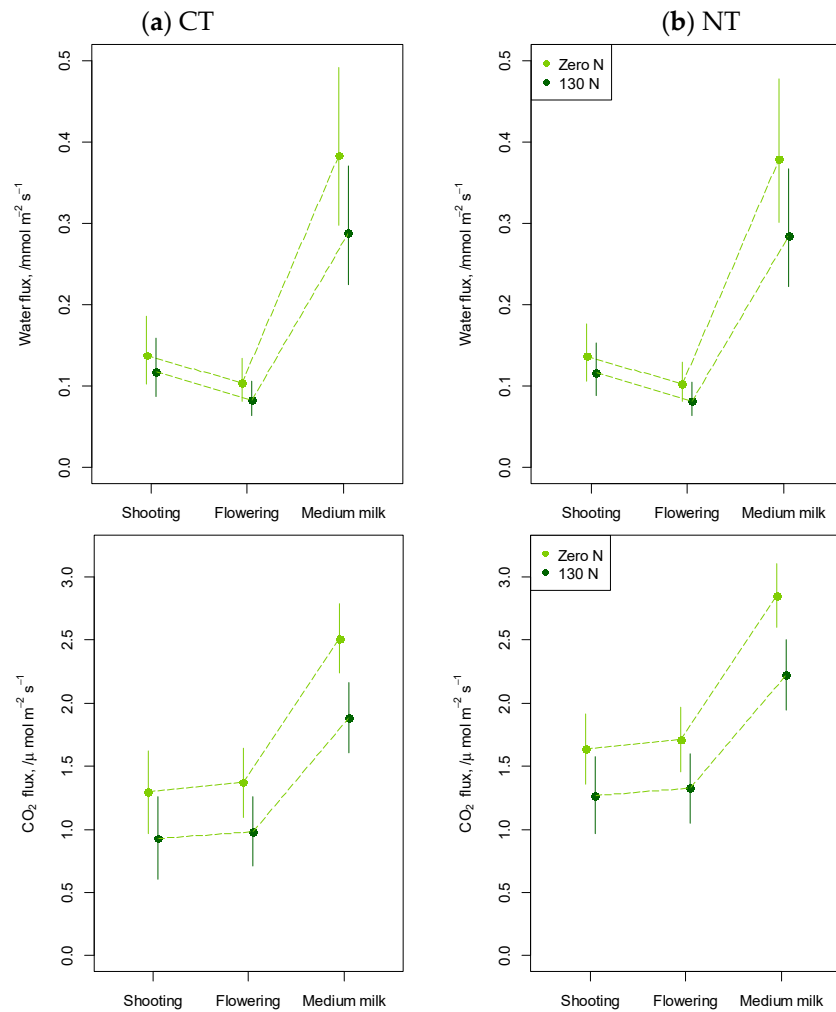 (a) CT
(b) NT
Water flux, /mmol m⁻² s⁻¹
0.5
0.4
0.3
0.2
0.1
0.0
Shooting Flowering Medium milk
Water flux, /mmol m⁻² s⁻¹
0.5
0.4
0.3
0.2
0.1
0.0
Zero N
130 N
Shooting Flowering Medium milk
CO₂ flux, /μ mol m⁻² s⁻¹
3.0
2.5
2.0
1.5
1.0
0.5
0.0
Shooting Flowering Medium milk
CO₂ flux, /μ mol m⁻² s⁻¹
3.0
2.5
2.0
1.5
1.0
0.5
0.0
Zero N
130 N
Shooting Flowering Medium milk